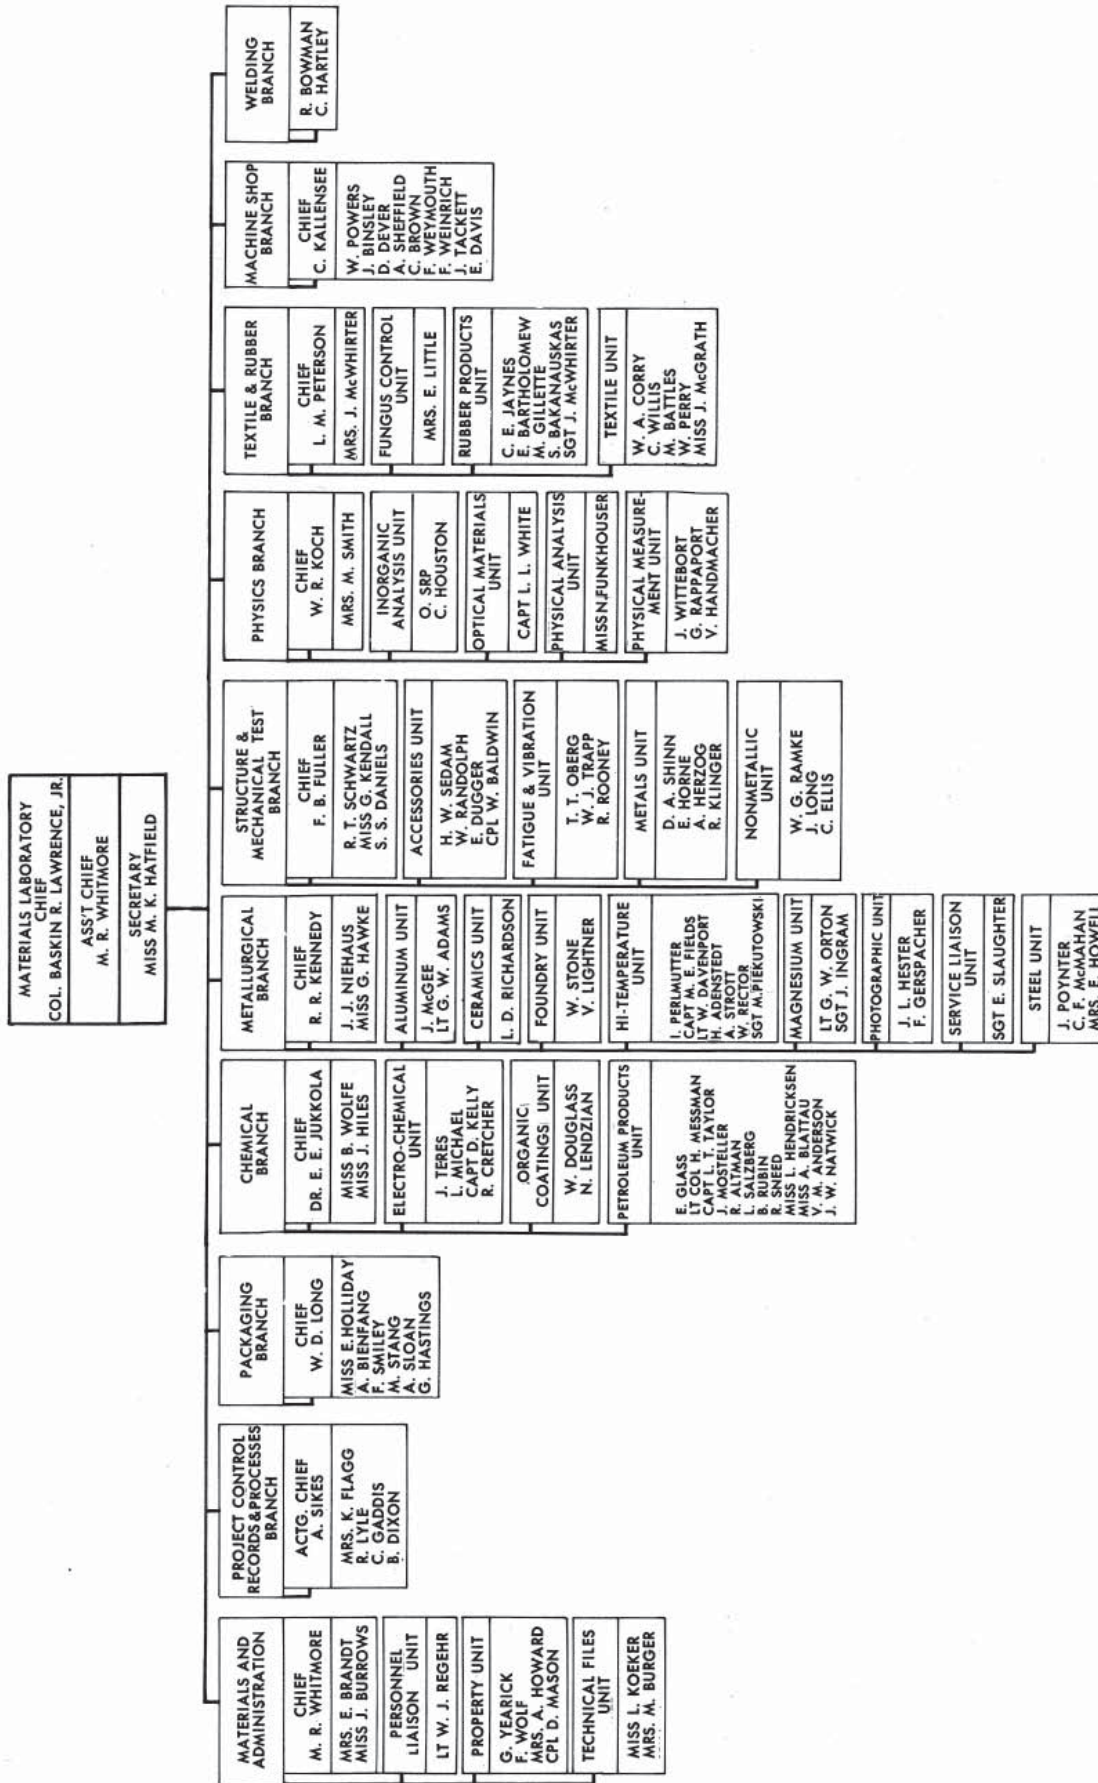 MATERIALS LABORATORY
CHIEF
COL. BASKIN R. LAWRENCE, JR.
ASS'T CHIEF
M. R. WHITMORE
SECRETARY
MISS M. K. HATFIELD
MATERIALS AND
ADMINISTRATION
CHIEF
M. R. WHITMORE
MRS. E. BRANDT
MISS J. BURROWS
PERSONNEL
LIAISON UNIT
LT W. J. REGEHR
PROPERTY UNIT
G. YEARICK
F. WOLF
MRS. A. HOWARD
CPL D. MASON
TECHNICAL FILES
UNIT
MISS L. KOEKER
MRS. M. BURGER
PROJECT CONTROL
RECORDS & PROCESSES
BRANCH
ACTG. CHIEF
A. SIKES
MRS. K. FLAGG
R. LYLE
C. GADDIS
B. DIXON
PACKAGING
BRANCH
CHIEF
W. D. LONG
MISS E. HOLLIDAY
A. BIENFANG
F. SMILEY
M. STANG
A. SLOAN
G. HASTINGS
CHEMICAL
BRANCH
CHIEF
DR. E. E. JUKKOLA
MISS B. WOLFE
MISS J. HILES
ELECTRO-CHEMICAL
UNIT
J. TERES
L. MICHAEL
CAPT D. KELLY
R. CRETCHER
ORGANIC
COATINGS UNIT
W. DOUGLASS
N. LENDZIAN
PETROLEUM PRODUCTS
UNIT
E. GLASS
LT COL H. MESSMAN
CAPT L. T. TAYLOR
J. MOSTELLER
R. ALTMAN
L. SALZBERG
B. RUBIN
R. SNEED
MISS L. HENDRICKSEN
MISS A. BLATTAU
V. M. ANDERSON
J. W. NATWICK
METALLURGICAL
BRANCH
CHIEF
R. R. KENNEDY
J. J. NIEHAUS
MISS G. HAWKE
ALUMINUM UNIT
J. McGEE
LT G. W. ADAMS
CERAMICS UNIT
L. D. RICHARDSON
FOUNDRY UNIT
W. STONE
V. LIGHTNER
HI-TEMPERATURE
UNIT
I. PERLMUTTER
CAPT M. E. FIELDS
LT W. DAVENPORT
H. ADENSTEDT
A. STROTT
W. RECTOR
SGT M. PIEKUTOWSKI
MAGNESIUM UNIT
LT G. W. ORTON
SGT J. INGRAM
PHOTOGRAPHIC UNIT
J. L. HESTER
F. GERSPACHER
SERVICE LIAISON
UNIT
SGT E. SLAUGHTER
STEEL UNIT
J. POYNTER
C. F. McMAHAN
MRS. E. HOWELL
STRUCTURE &
MECHANICAL TEST
BRANCH
CHIEF
F. B. FULLER
R. T. SCHWARTZ
MISS G. KENDALL
S. S. DANIELS
ACCESSORIES UNIT
H. W. SEDAM
W. RANDOLPH
E. DUGGER
CPL W. BALDWIN
FATIGUE & VIBRATION
UNIT
T. T. OBERG
W. J. TRAPP
R. ROONEY
METALS UNIT
D. A. SHINN
E. HORNE
A. HERZOG
R. KLINGER
NONMETALLIC
UNIT
W. G. RAMKE
J. LONG
C. ELLIS
PHYSICS BRANCH
CHIEF
W. R. KOCH
MRS. M. SMITH
INORGANIC
ANALYSIS UNIT
O. SRP
C. HOUSTON
OPTICAL MATERIALS
UNIT
CAPT L. L. WHITE
PHYSICAL ANALYSIS
UNIT
MISS N. FUNKHOUSER
PHYSICAL MEASURE-
MENT UNIT
J. WITTEBORT
G. RAPPAPORT
V. HANDMACHER
TEXTILE & RUBBER
BRANCH
CHIEF
L. M. PETERSON
MRS. J. McWHIRTER
FUNGUS CONTROL
UNIT
MRS. E. LITTLE
RUBBER PRODUCTS
UNIT
C. E. JAYNES
E. BARTHOLOMEW
M. GILLETTE
S. BAKANAUSKAS
SGT J. McWHIRTER
TEXTILE UNIT
W. A. CORRY
C. WILLIS
M. BATTLES
W. PERRY
MISS J. McGRATH
MACHINE SHOP
BRANCH
CHIEF
C. KALLENSEE
W. POWERS
J. BINSLEY
D. DEVER
A. SHEFFIELD
C. BROWN
F. WEYMOUTH
F. WEINRICH
J. TACKETT
E. DAVIS
WELDING
BRANCH
R. BOWMAN
C. HARTLEY